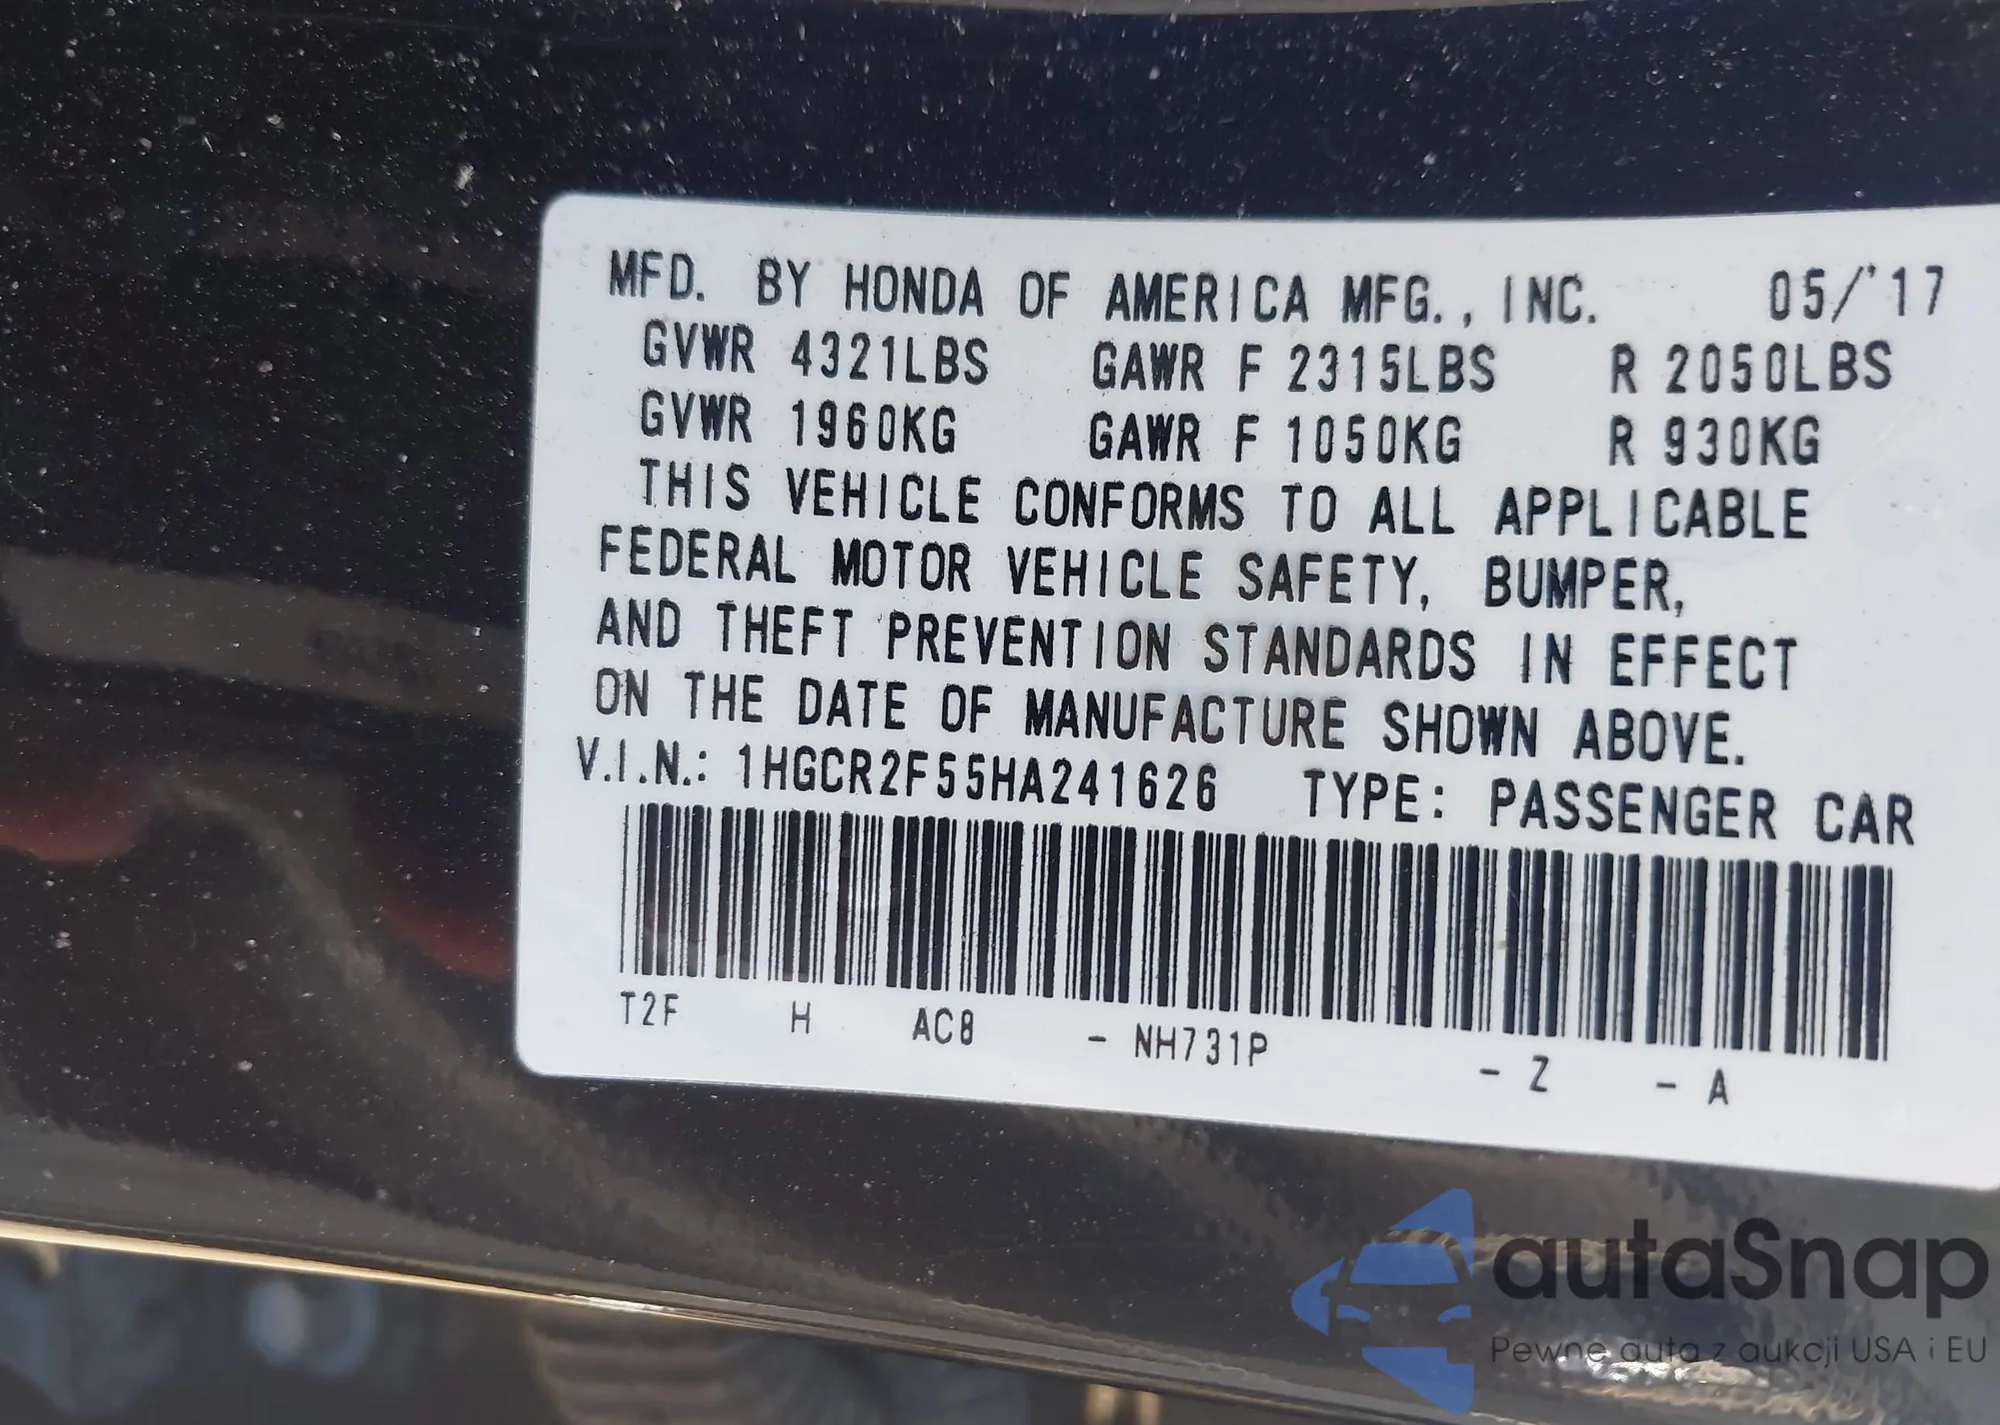 MFD. BY HONDA OF AMERICA MFG., INC. 05/'17
GVWR 4321LBS GAWR F 2315LBS R 2050LBS
GVWR 1960KG GAWR F 1050KG R 930KG
THIS VEHICLE CONFORMS TO ALL APPLICABLE
FEDERAL MOTOR VEHICLE SAFETY, BUMPER,
AND THEFT PREVENTION STANDARDS IN EFFECT
ON THE DATE OF MANUFACTURE SHOWN ABOVE.
V.I.N.: 1HGCR2F55HA241626 TYPE: PASSENGER CAR
T2F H AC8 - NH731P - Z - A
autaSnap
Pewne auta z aukcji USA i EU